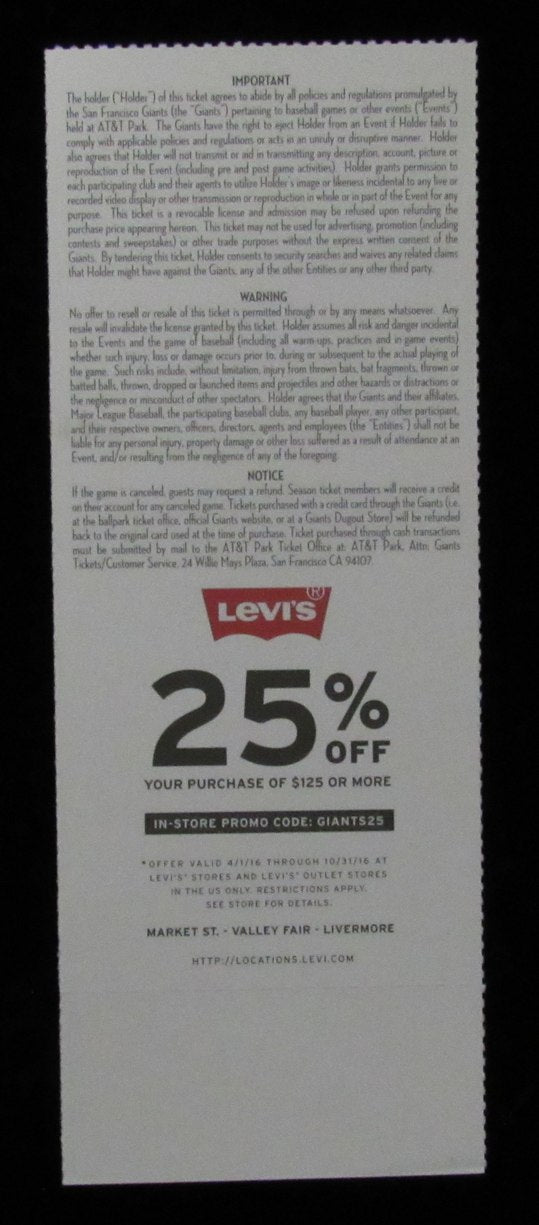 IMPORTANT
The holder ("Holder") of this ticket agrees to abide by all policies and regulations promulgated by
the San Francisco Giants (the "Giants") pertaining to baseball games or other events ("Events")
held at AT&T Park. The Giants have the right to eject Holder from an Event if Holder fails to
comply with applicable policies and regulations or acts in an unruly or disruptive manner. Holder
also agrees that Holder will not transmit or aid in transmitting any description, account, picture or
reproduction of the Event (including pre and post game activities). Holder grants permission to
each participating club and their agents to utilize Holder's image or likeness incidental to any live or
recorded video display or other transmission or reproduction in whole or in part of the Event for any
purpose. This ticket is a revocable license and admission may be refused upon refunding the
purchase price appearing hereon. This ticket may not be used for advertising, promotion (including
contests and sweepstakes) or other trade purposes without the express written consent of the
Giants. By tendering this ticket, Holder consents to security searches and waives any related claims
that Holder might have against the Giants, any of the other Entities or any other third party.
WARNING
No offer to resell or resale of this ticket is permitted through or by any means whatsoever. Any
resale will invalidate the license granted by this ticket. Holder assumes all risk and danger incidental
to the Events and the game of baseball (including all warm-ups, practices and in game events)
whether such injury, loss or damage occurs prior to, during or subsequent to the actual playing of
the game. Such risks include, without limitation, injury from thrown bats, bat fragments, thrown or
batted balls, thrown, dropped or launched items and projectiles and other hazards or distractions or
the negligence or misconduct of other spectators. Holder agrees that the Giants and their affiliates,
Major League Baseball, the participating baseball clubs, any baseball player, any other participant,
and their respective owners, officers, directors, agents and employees (the "Entities") shall not be
liable for any personal injury, property damage or other loss suffered as a result of attendance at an
Event, and/or resulting from the negligence of any of the foregoing.
NOTICE
If the game is canceled, guests may request a refund. Season ticket members will receive a credit
on their account for any canceled game. Tickets purchased with a credit card through the Giants (i.e.
at the ballpark ticket office, official Giants website, or at a Giants Dugout Store) will be refunded
back to the original card used at the time of purchase. Ticket purchased through cash transactions
must be submitted by mail to the AT&T Park Ticket Office at: AT&T Park, Attn: Giants
Tickets/Customer Service, 24 Willie Mays Plaza, San Francisco CA 94107.
LEVI'S®
25%
OFF
YOUR PURCHASE OF $125 OR MORE
IN-STORE PROMO CODE: GIANTS25
*OFFER VALID 4/1/16 THROUGH 10/31/16 AT
LEVI'S® STORES AND LEVI'S® OUTLET STORES
IN THE US ONLY. RESTRICTIONS APPLY.
SEE STORE FOR DETAILS.
MARKET ST. - VALLEY FAIR - LIVERMORE
HTTP://LOCATIONS.LEVI.COM